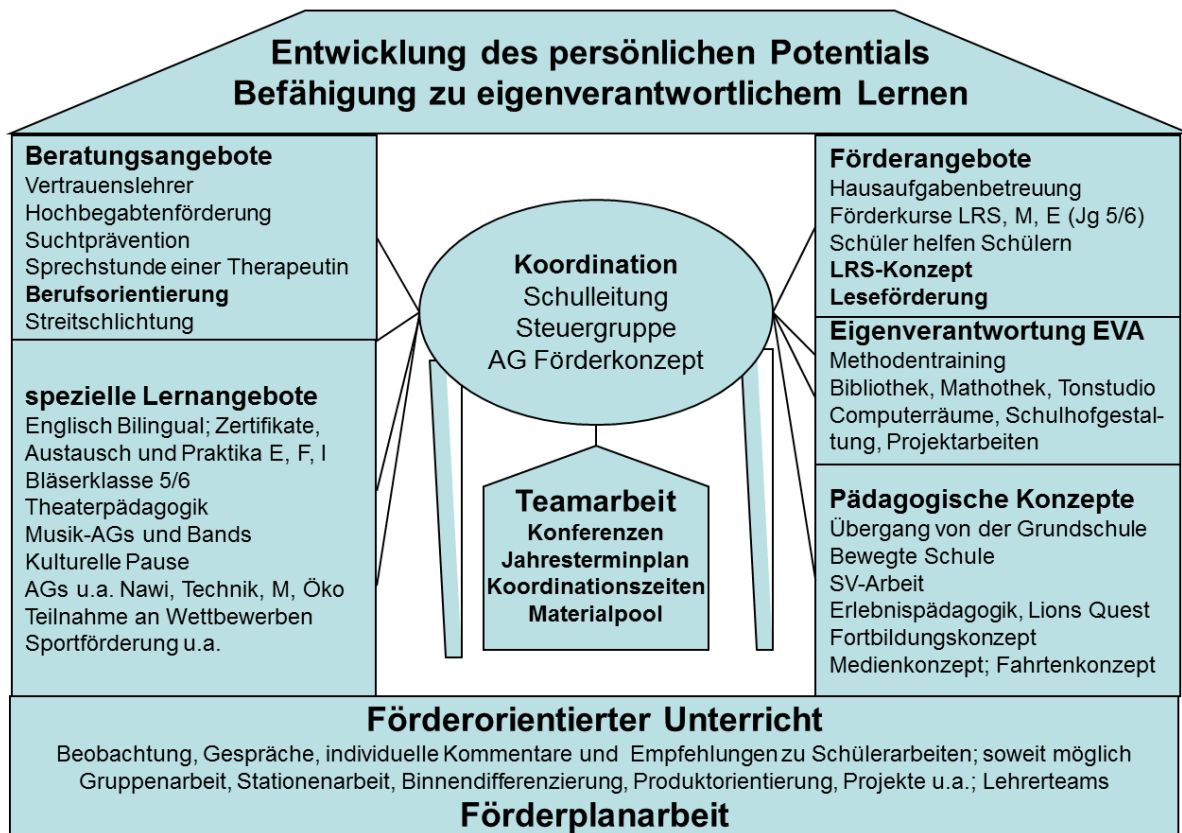 Entwicklung des persönlichen Potentials
Befähigung zu eigenverantwortlichem Lernen
Beratungsangebote
Vertrauenslehrer
Hochbegabtenförderung
Suchtprävention
Sprechstunde einer Therapeutin
Berufsorientierung
Streitschlichtung
spezielle Lernangebote
Englisch Bilingual; Zertifikate,
Austausch und Praktika E, F, I
Bläserklasse 5/6
Theaterpädagogik
Musik-AGs und Bands
Kulturelle Pause
AGs u.a. Nawi, Technik, M, Öko
Teilnahme an Wettbewerben
Sportförderung u.a.
Koordination
Schulleitung
Steuergruppe
AG Förderkonzept
Teamarbeit
Konferenzen
Jahresterminplan
Koordinationszeiten
Materialpool
Förderangebote
Hausaufgabenbetreuung
Förderkurse LRS, M, E (Jg 5/6)
Schüler helfen Schülern
LRS-Konzept
Leseförderung
Eigenverantwortung EVA
Methodentraining
Bibliothek, Mathothek, Tonstudio
Computerräume, Schulhofgestal-
tung, Projektarbeiten
Pädagogische Konzepte
Übergang von der Grundschule
Bewegte Schule
SV-Arbeit
Erlebnispädagogik, Lions Quest
Fortbildungskonzept
Medienkonzept; Fahrtenkonzept
Förderorientierter Unterricht
Beobachtung, Gespräche, individuelle Kommentare und Empfehlungen zu Schülerarbeiten; soweit möglich
Gruppenarbeit, Stationenarbeit, Binnendifferenzierung, Produktorientierung, Projekte u.a.; Lehrerteams
Förderplanarbeit